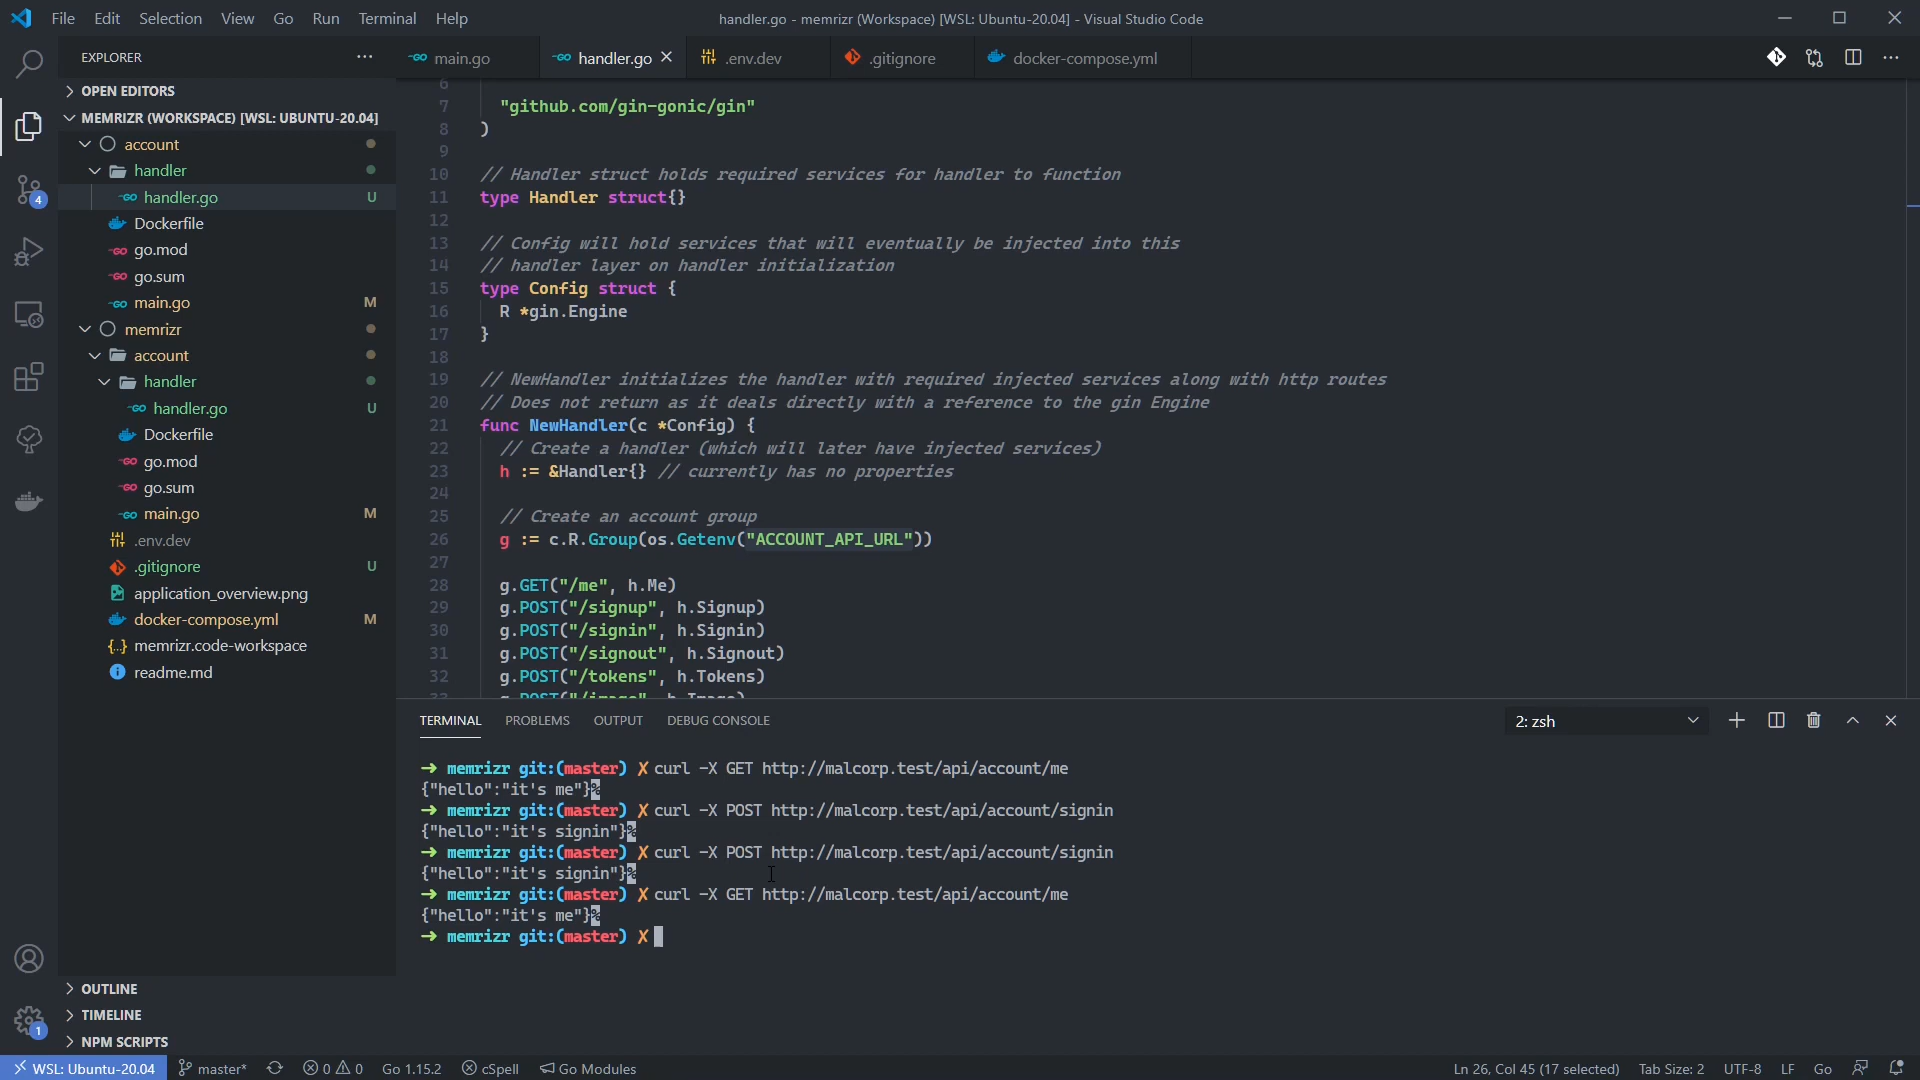 File Edit Selection View Go Run Terminal Help
handler.go - memrizr (Workspace) [WSL: Ubuntu-20.04] - Visual Studio Code
EXPLORER
main.go
handler.go
.env.dev
.gitignore
docker-compose.yml
OPEN EDITORS
MEMRIZR (WORKSPACE) [WSL: UBUNTU-20.04]
account
handler
handler.go U
Dockerfile
go.mod
go.sum
main.go M
memrizr
account
handler
handler.go U
Dockerfile
go.mod
go.sum
main.go M
.env.dev
.gitignore U
application_overview.png
docker-compose.yml M
memrizr.code-workspace
readme.md
OUTLINE
TIMELINE
NPM SCRIPTS
4
1
6
7 "github.com/gin-gonic/gin"
8 )
9
10 // Handler struct holds required services for handler to function
11 type Handler struct{}
12
13 // Config will hold services that will eventually be injected into this
14 // handler layer on handler initialization
15 type Config struct {
16 R *gin.Engine
17 }
18
19 // NewHandler initializes the handler with required injected services along with http routes
20 // Does not return as it deals directly with a reference to the gin Engine
21 func NewHandler(c *Config) {
22 // Create a handler (which will later have injected services)
23 h := &Handler{} // currently has no properties
24
25 // Create an account group
26 g := c.R.Group(os.Getenv("ACCOUNT_API_URL"))
27
28 g.GET("/me", h.Me)
29 g.POST("/signup", h.Signup)
30 g.POST("/signin", h.Signin)
31 g.POST("/signout", h.Signout)
32 g.POST("/tokens", h.Tokens)
33 g.POST("/image", h.Image)
TERMINAL PROBLEMS OUTPUT DEBUG CONSOLE
2: zsh
➜ memrizr git:(master) ✗ curl -X GET http://malcorp.test/api/account/me
{"hello":"it's me"}%
➜ memrizr git:(master) ✗ curl -X POST http://malcorp.test/api/account/signin
{"hello":"it's signin"}%
➜ memrizr git:(master) ✗ curl -X POST http://malcorp.test/api/account/signin
{"hello":"it's signin"}%
➜ memrizr git:(master) ✗ curl -X GET http://malcorp.test/api/account/me
{"hello":"it's me"}%
➜ memrizr git:(master) ✗
WSL: Ubuntu-20.04 master* 0 0 Go 1.15.2 cSpell Go Modules
Ln 26, Col 45 (17 selected) Tab Size: 2 UTF-8 LF Go